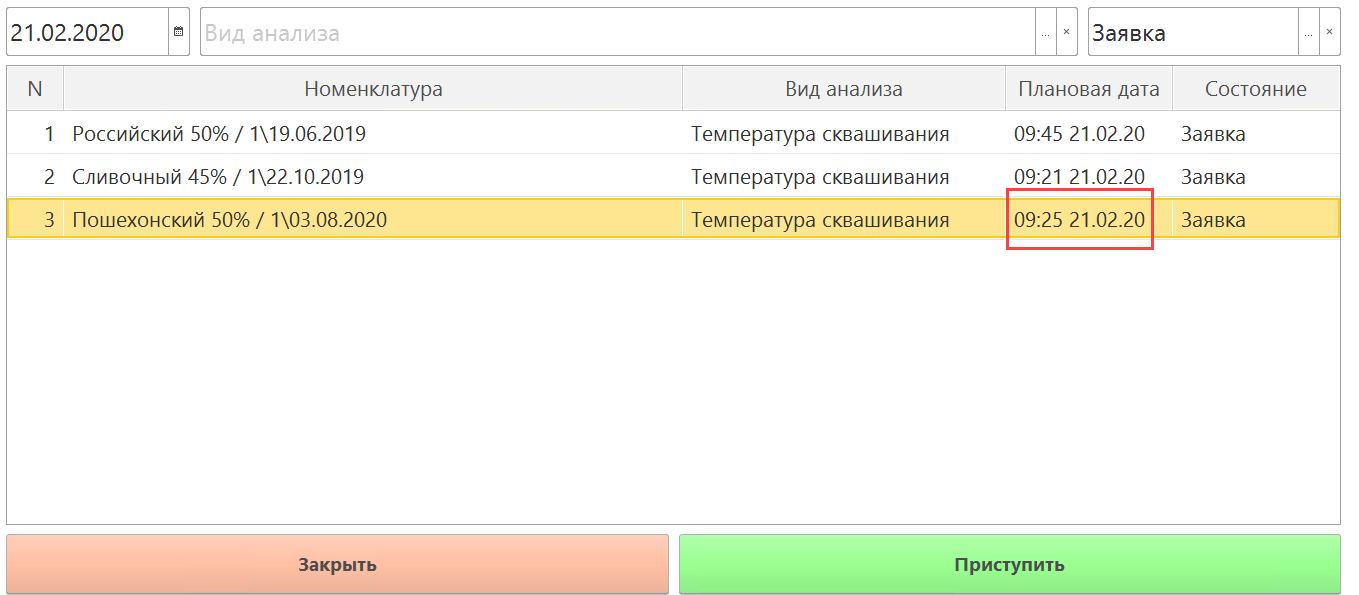 21.02.2020 Вид анализа ... × Заявка ... ×
N Номенклатура Вид анализа Плановая дата Состояние
1 Российский 50% / 1\19.06.2019 Температура сквашивания 09:45 21.02.20 Заявка
2 Сливочный 45% / 1\22.10.2019 Температура сквашивания 09:21 21.02.20 Заявка
3 Пошехонский 50% / 1\03.08.2020 Температура сквашивания 09:25 21.02.20 Заявка
Закрыть Приступить